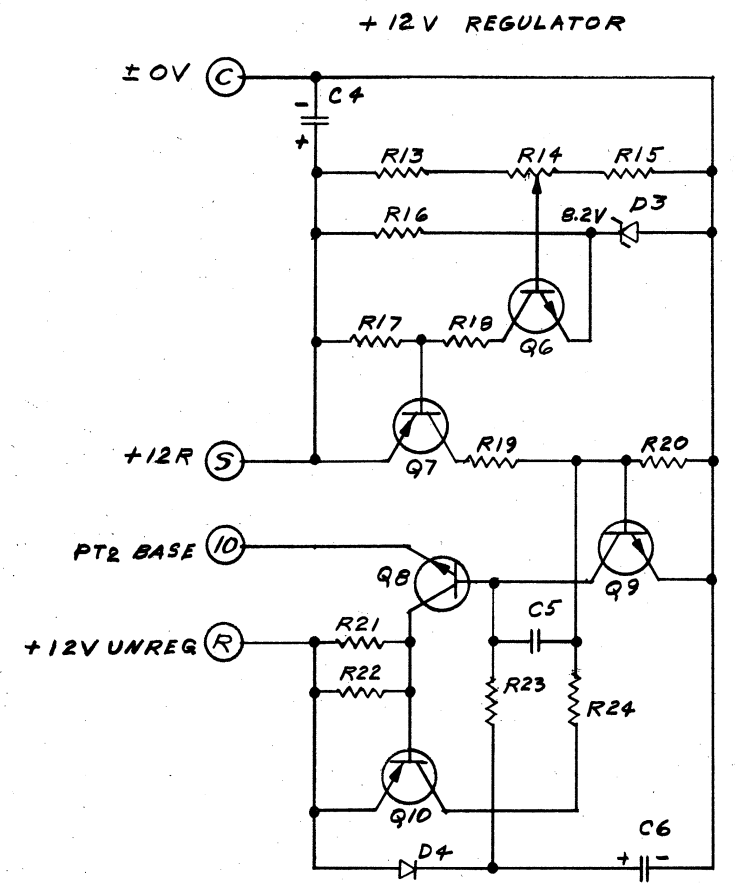 +12V REGULATOR
±0V C
- C4
+
R13 R14 R15
R16 8.2V D3
R17 R18 Q6
+12R S Q7 R19 R20
PT2 BASE 10 Q8 Q9
C5
+12V UNREG R R21
R22 R23 R24
Q10
D4 C6
+ -